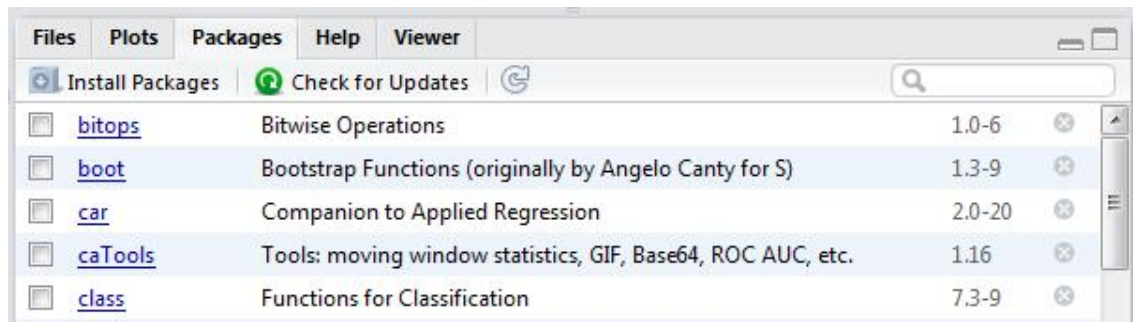 Files Plots Packages Help Viewer
Install Packages Check for Updates
bitops Bitwise Operations 1.0-6
boot Bootstrap Functions (originally by Angelo Canty for S) 1.3-9
car Companion to Applied Regression 2.0-20
caTools Tools: moving window statistics, GIF, Base64, ROC AUC, etc. 1.16
class Functions for Classification 7.3-9